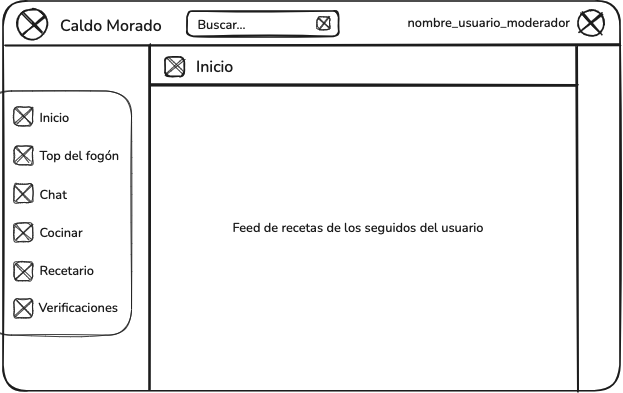 Caldo Morado
Buscar...
nombre_usuario_moderador
Inicio
Inicio
Top del fogón
Chat
Cocinar
Recetario
Verificaciones
Feed de recetas de los seguidos del usuario